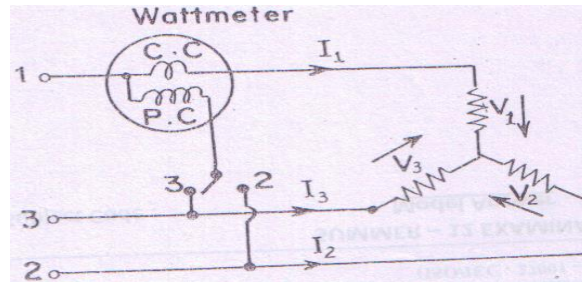 Wattmeter
C.C
1 I₁
P.C
V₁
V₃
3 2
V₂
3 I₃
2 I₂